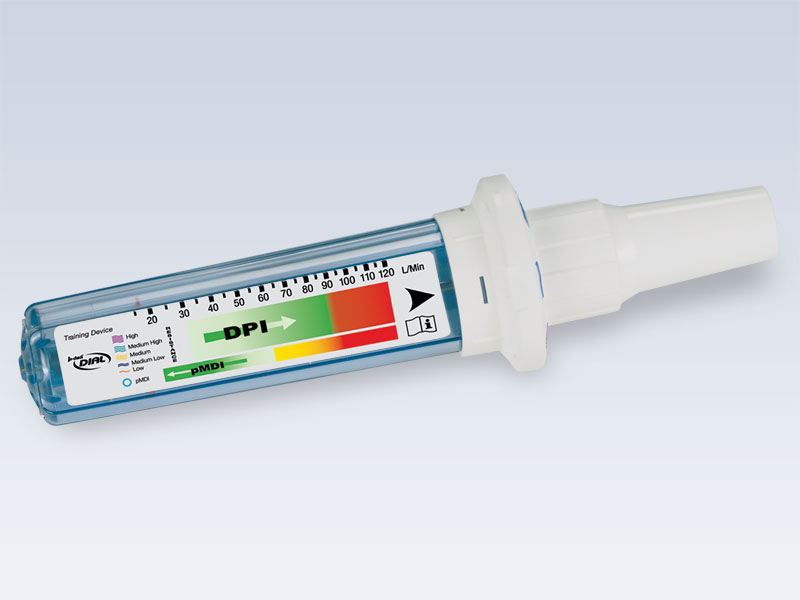 20 30 40 50 60 70 80 90 100 110 120 L/Min
Training Device
DIAL
High
Medium High
Medium
Medium Low
Low
pMDI
DPI
pMDI
i